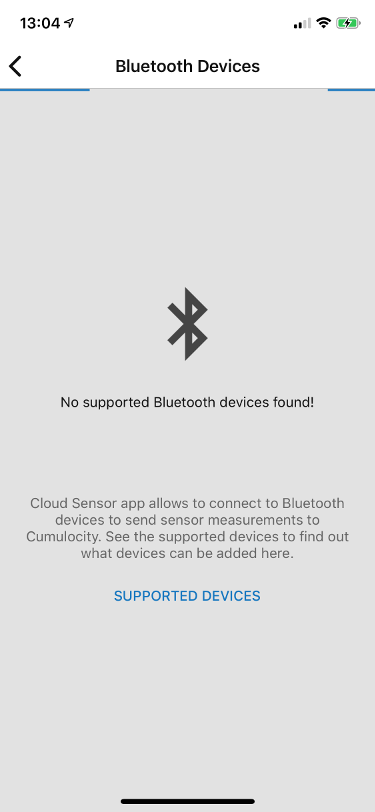 13:04
Bluetooth Devices
No supported Bluetooth devices found!
Cloud Sensor app allows to connect to Bluetooth
devices to send sensor measurements to
Cumulocity. See the supported devices to find out
what devices can be added here.
SUPPORTED DEVICES